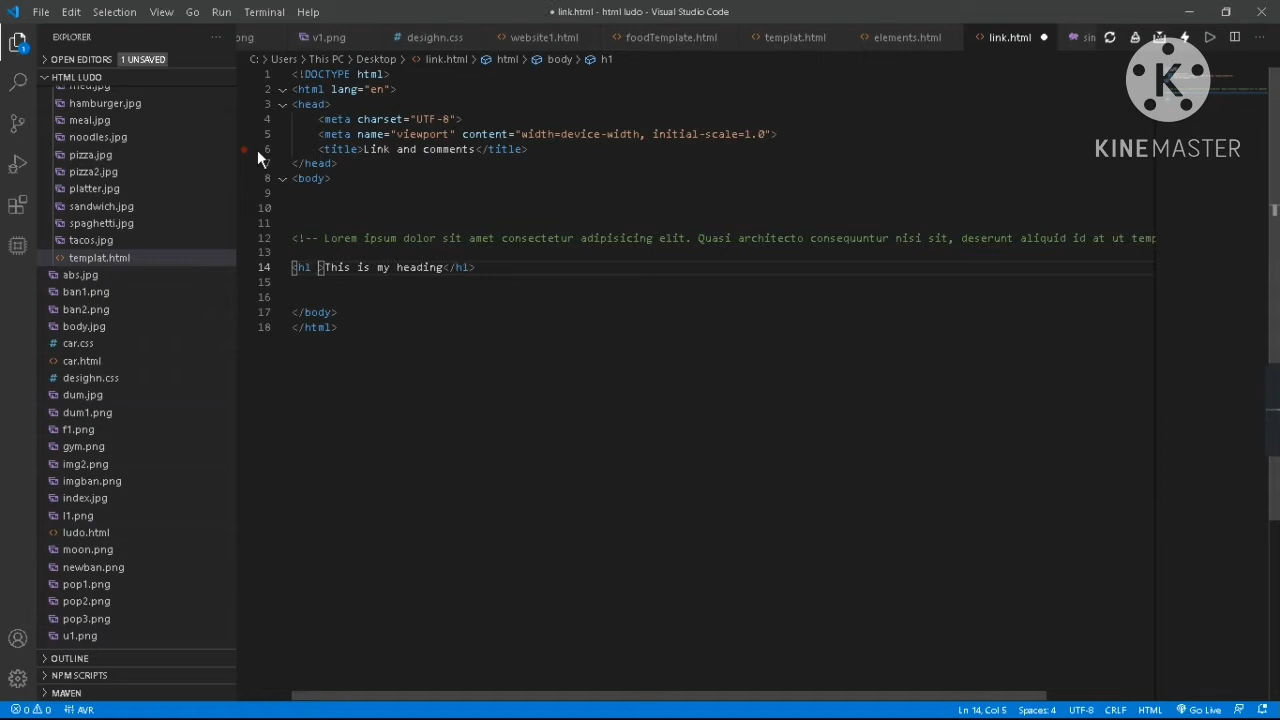 File Edit Selection View Go Run Terminal Help
● link.html - html ludo - Visual Studio Code
EXPLORER
v1.png desighn.css website1.html foodTemplate.html templat.html elements.html link.html
OPEN EDITORS 1 UNSAVED
C: > Users > This PC > Desktop > link.html > html > body > h1
HTML LUDO
hamburger.jpg
meal.jpg
noodles.jpg
pizza.jpg
pizza2.jpg
platter.jpg
sandwich.jpg
spaghetti.jpg
tacos.jpg
templat.html
abs.jpg
ban1.png
ban2.png
body.jpg
car.css
car.html
desighn.css
dum.jpg
dum1.png
f1.png
gym.png
img2.png
imgban.png
index.jpg
l1.png
ludo.html
moon.png
newban.png
pop1.png
pop2.png
pop3.png
u1.png
OUTLINE
NPM SCRIPTS
MAVEN
1 <!DOCTYPE html>
2 <html lang="en">
3 <head>
4 <meta charset="UTF-8">
5 <meta name="viewport" content="width=device-width, initial-scale=1.0">
6 <title>Link and comments</title>
7 </head>
8 <body>
9
10
11
12 <!-- Lorem ipsum dolor sit amet consectetur adipisicing elit. Quasi architecto consequuntur nisi sit, deserunt aliquid id at ut temp
13
14 <h1 >This is my heading</h1>
15
16
17 </body>
18 </html>
K
KINEMASTER
1
0 0 AVR
Ln 14, Col 5 Spaces: 4 UTF-8 CRLF HTML Go Live